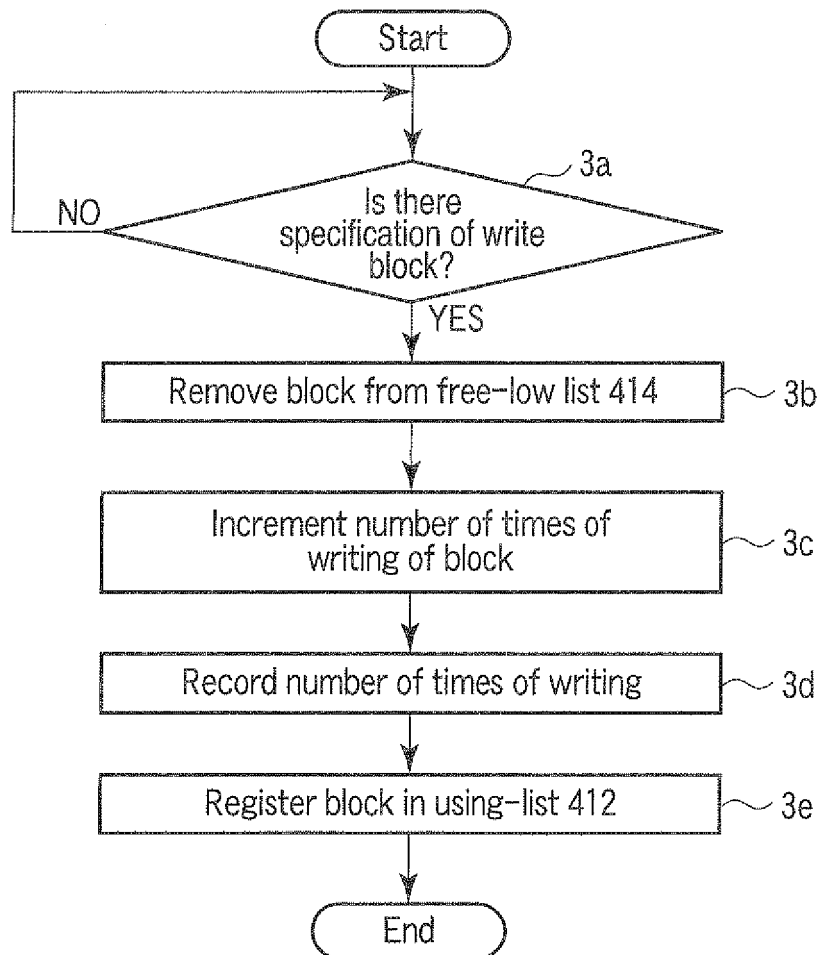 Start
3a
Is there
specification of write
block?
NO
YES
Remove block from free-low list 414
3b
Increment number of times of
writing of block
3c
Record number of times of writing
3d
Register block in using-list 412
3e
End